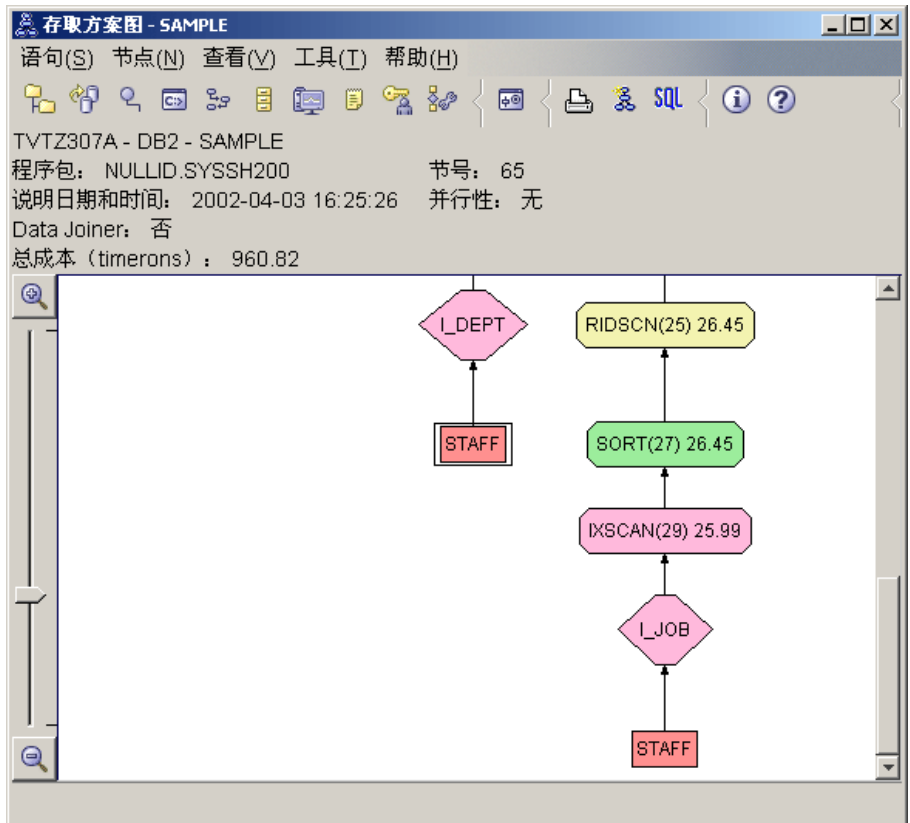 存取方案图 - SAMPLE
语句(S) 节点(N) 查看(V) 工具(T) 帮助(H)
C:> SQL i ?
TVTZ307A - DB2 - SAMPLE
程序包： NULLID.SYSSH200 节号： 65
说明日期和时间： 2002-04-03 16:25:26 并行性： 无
Data Joiner： 否
总成本（timerons）： 960.82
I_DEPT RIDSCN(25) 26.45
STAFF SORT(27) 26.45
IXSCAN(29) 25.99
I_JOB
STAFF